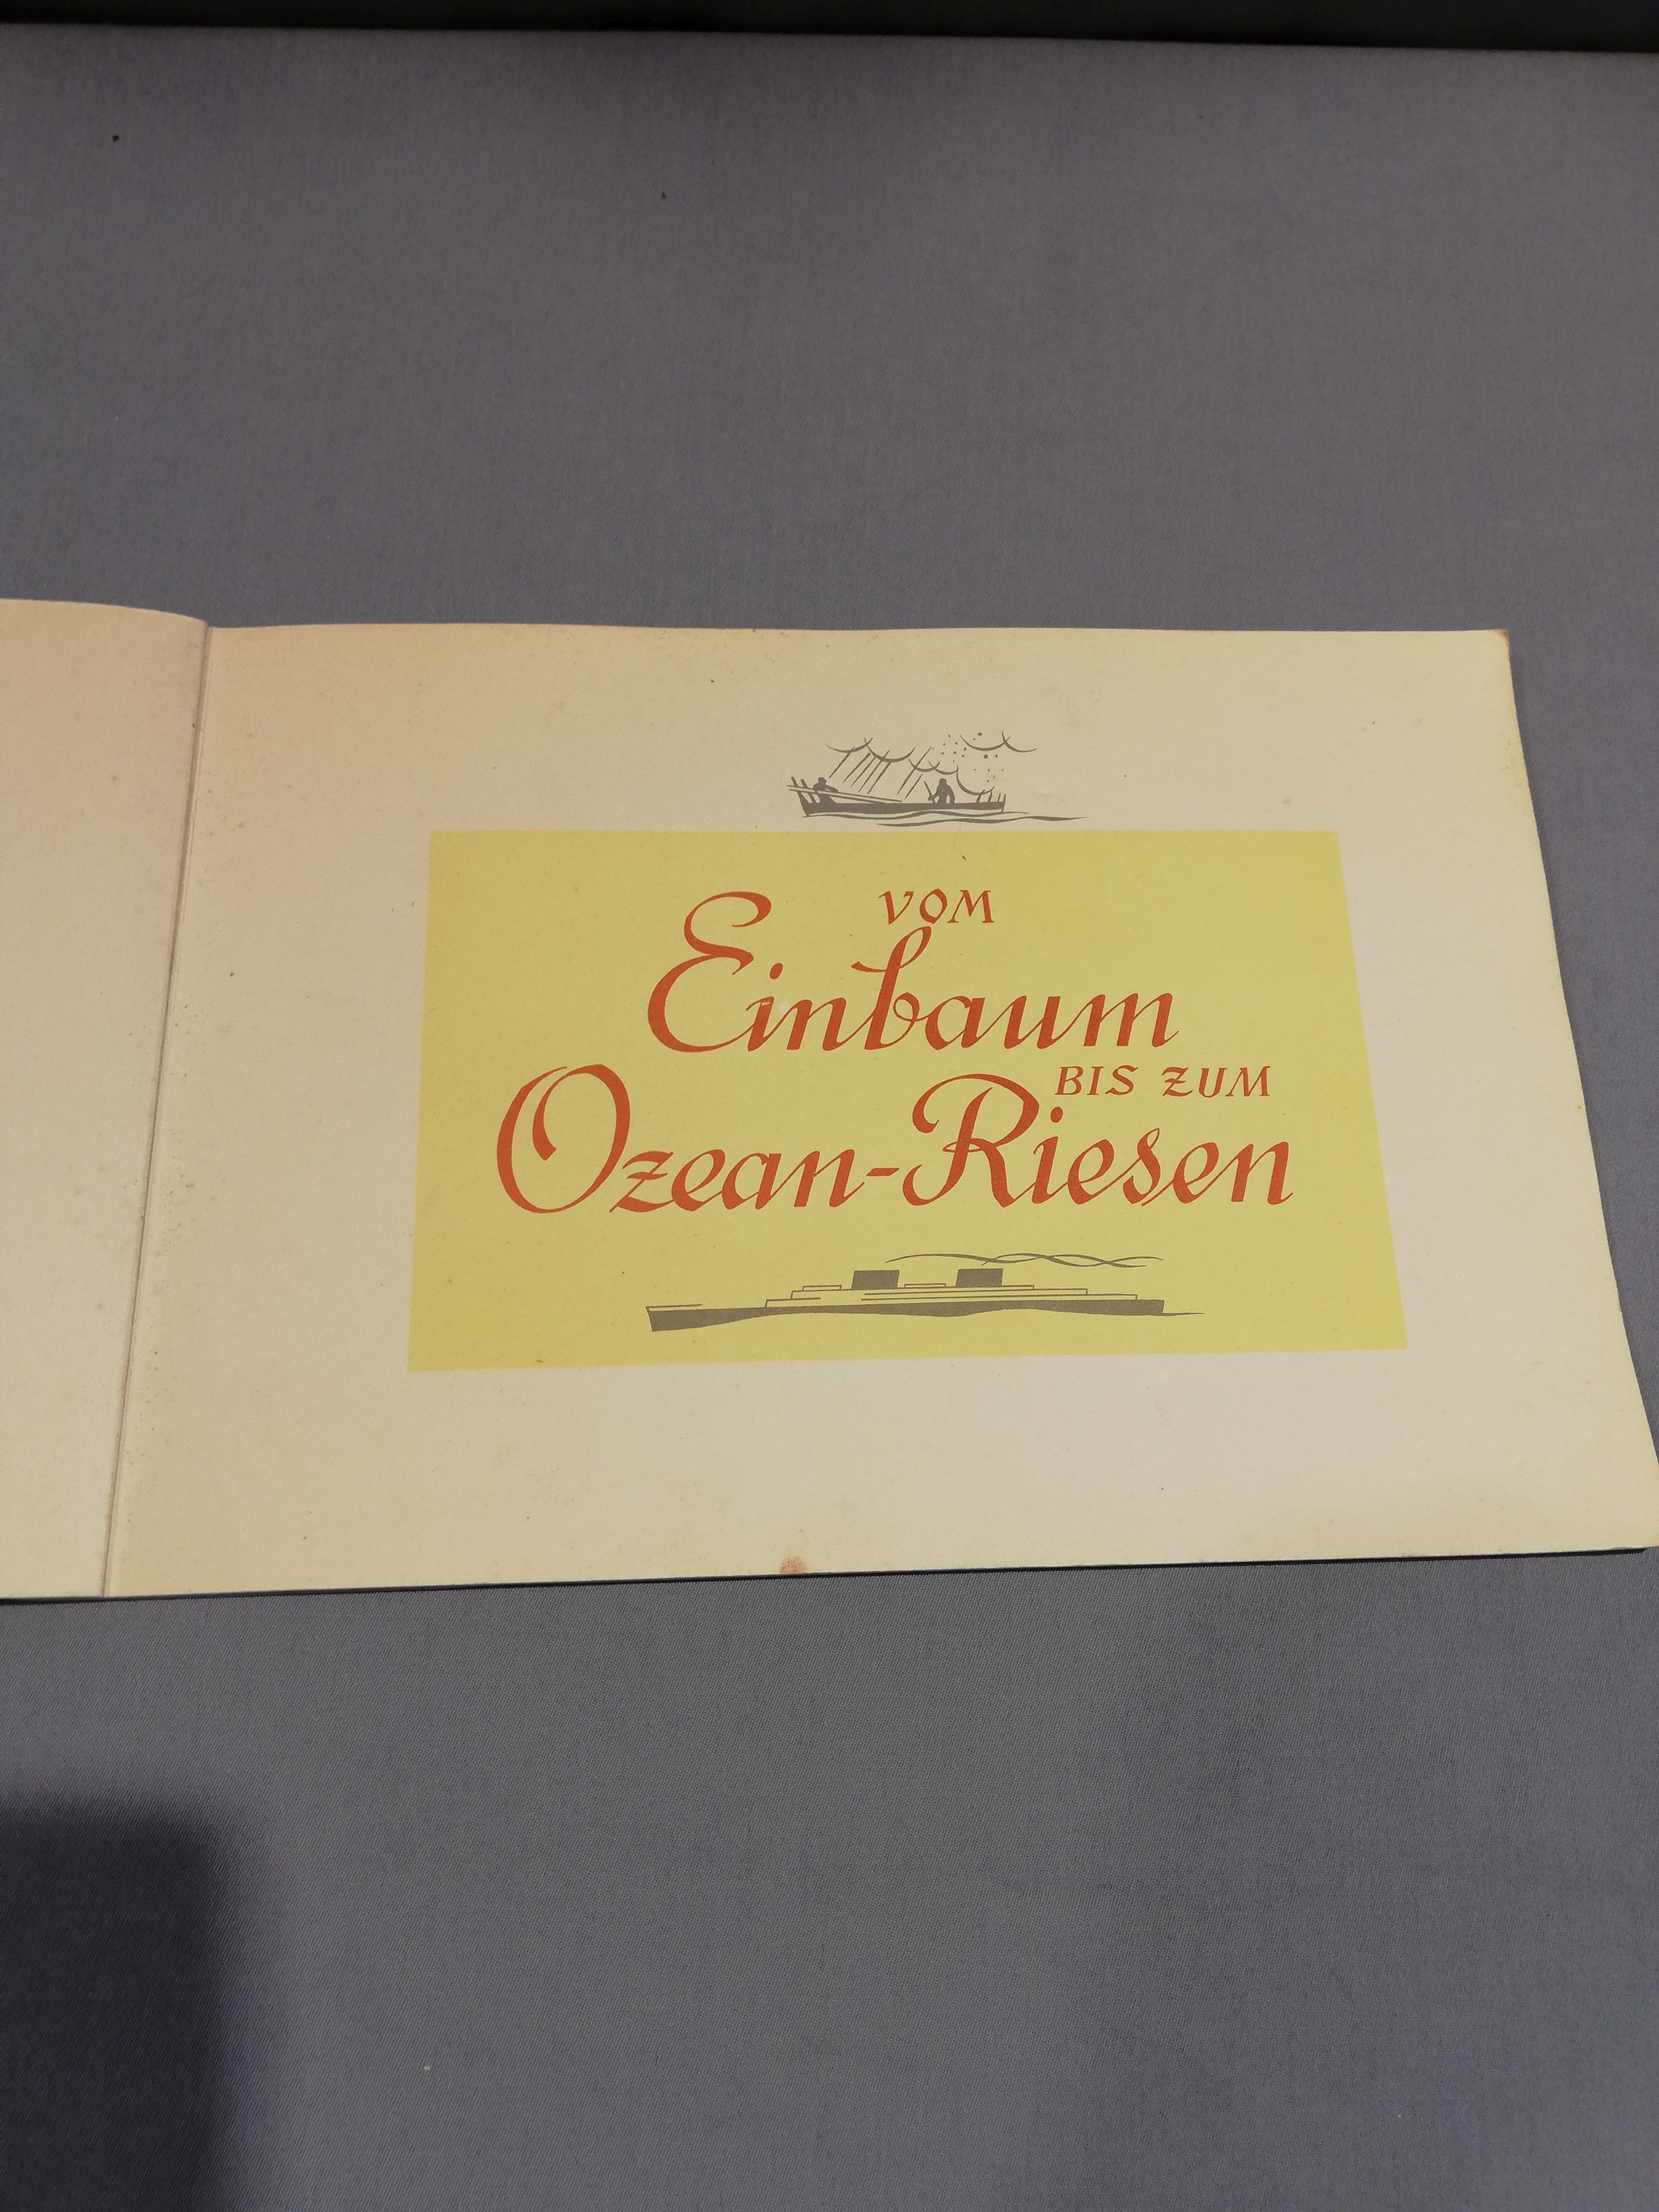 VOM
Einbaum
BIS ZUM
Ozean-Riesen